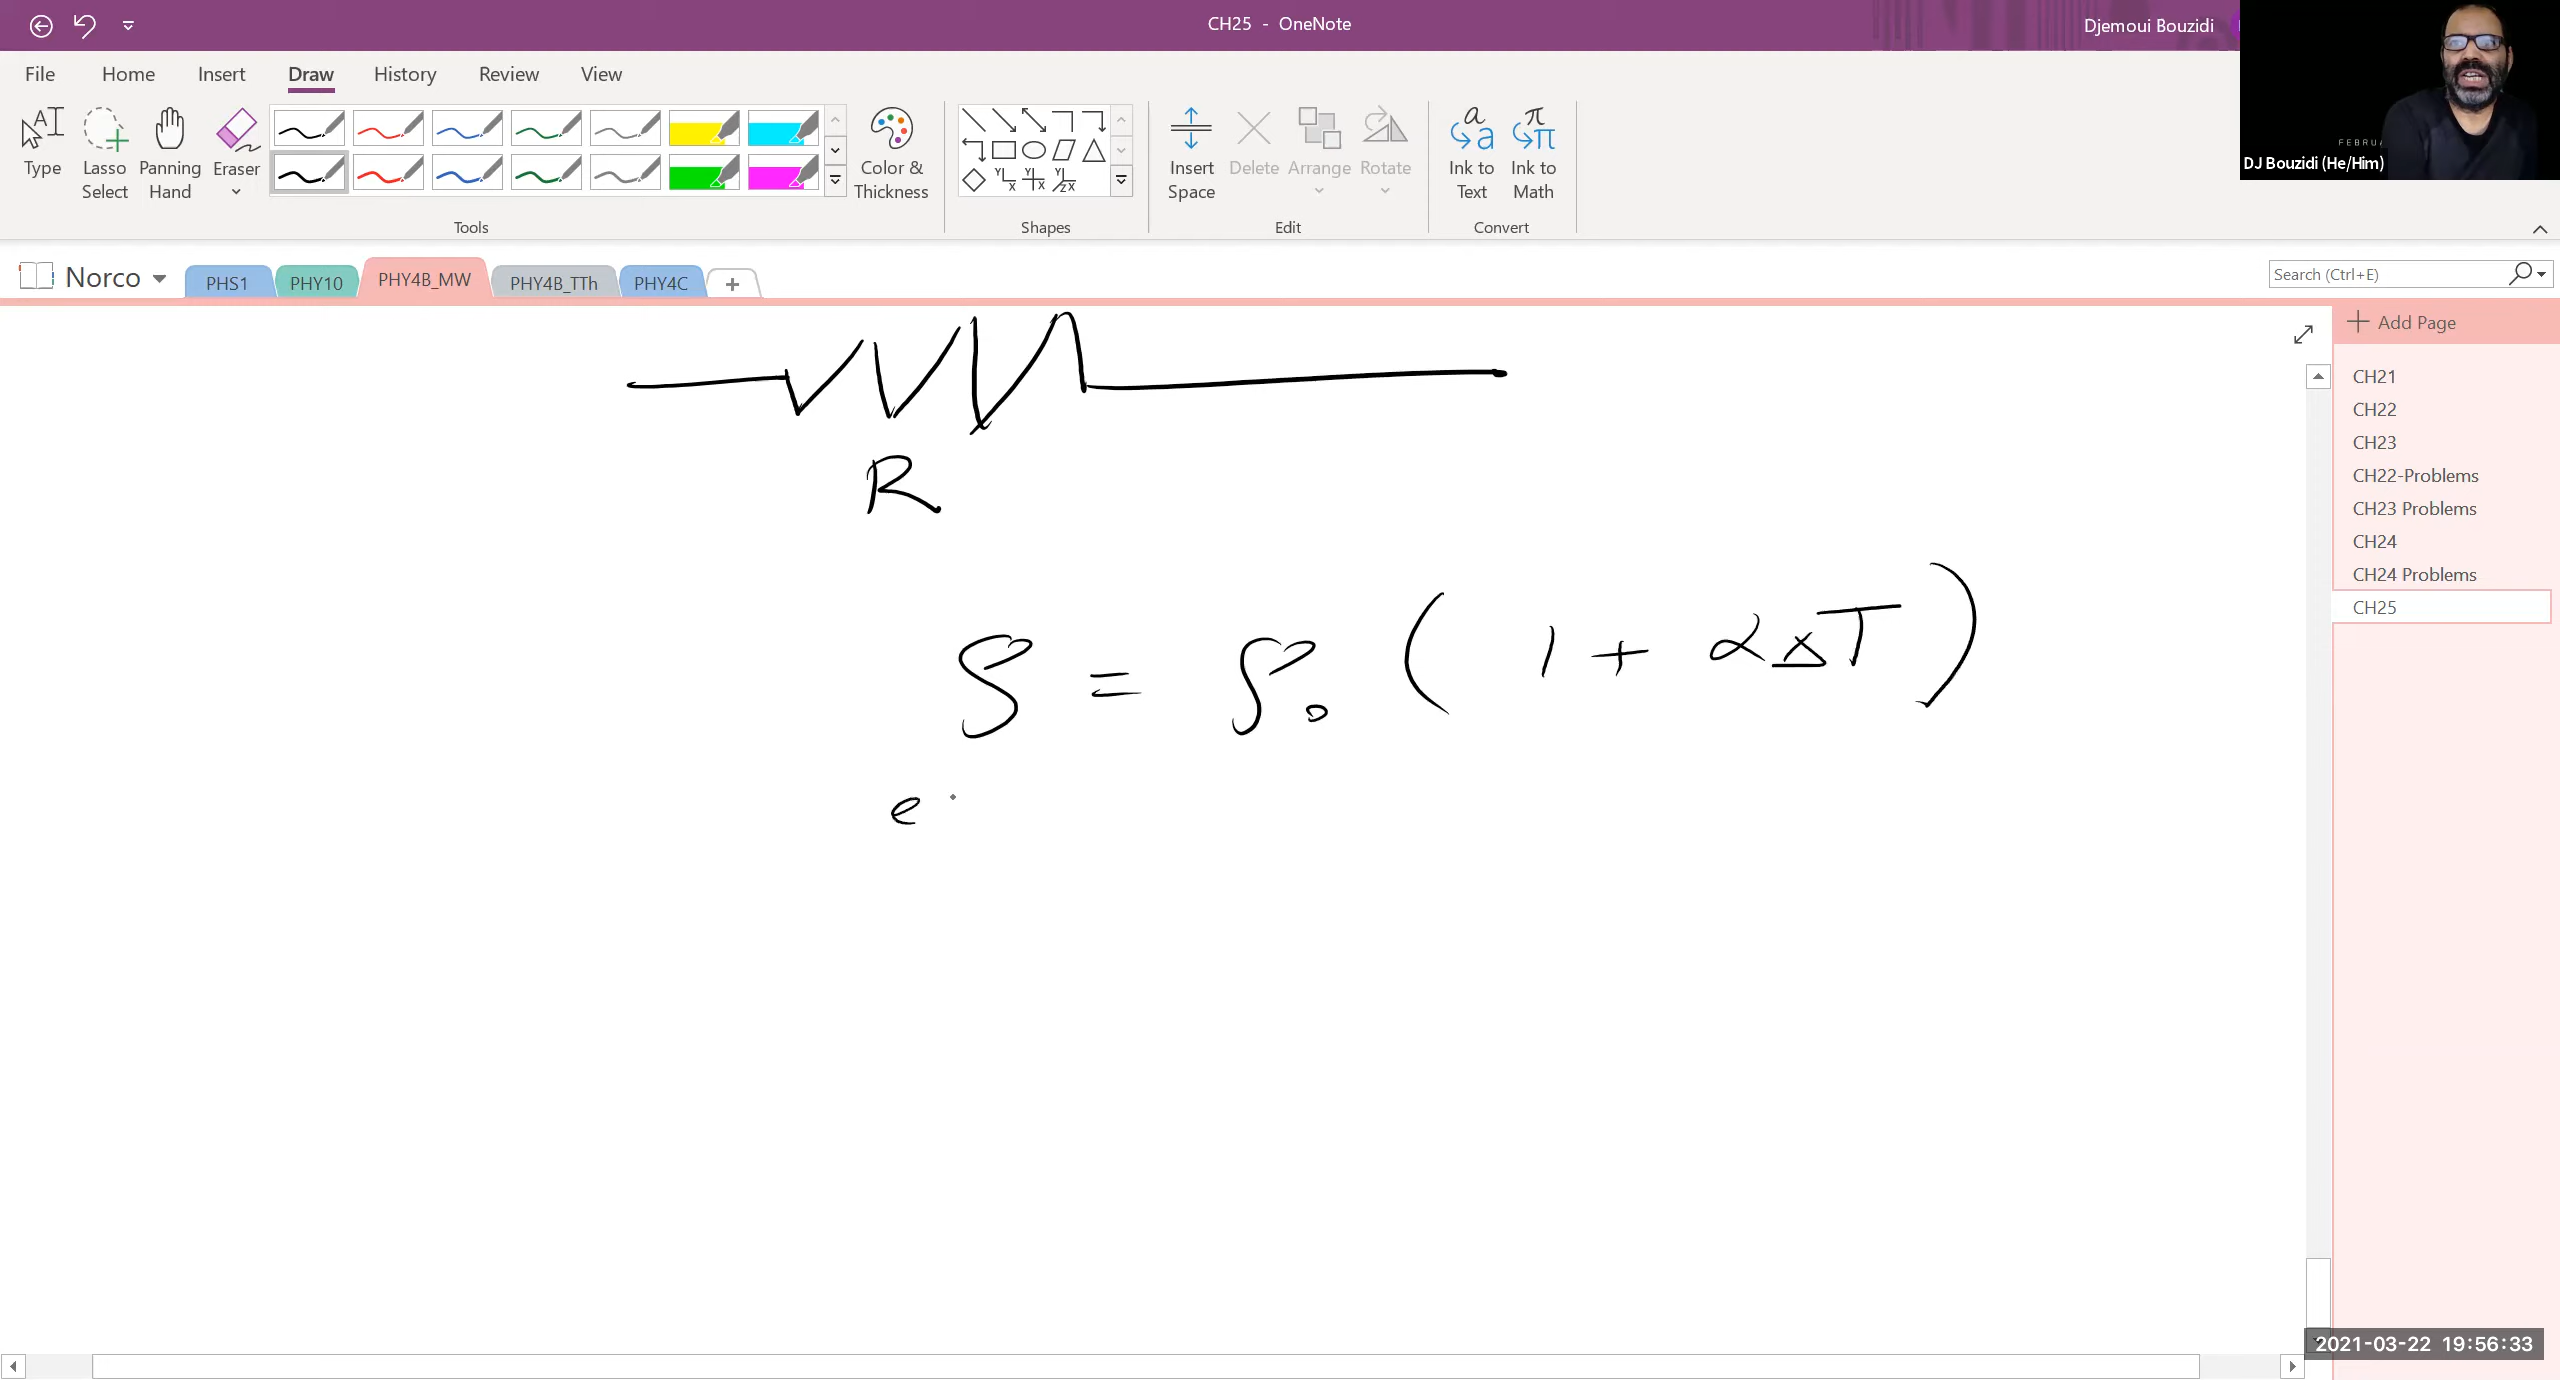 CH25 - OneNote
Djemoui Bouzidi
File Home Insert Draw History Review View
Type
Lasso Select
Panning Hand
Eraser
Color & Thickness
Insert Space
Delete
Arrange
Rotate
Ink to Text
Ink to Math
Tools
Shapes
Edit
Convert
DJ Bouzidi (He/Him)
Norco
PHS1 PHY10 PHY4B_MW PHY4B_TTh PHY4C
Search (Ctrl+E)
Add Page
CH21
CH22
CH23
CH22-Problems
CH23 Problems
CH24
CH24 Problems
CH25
R
ρ = ρ₀ ( 1 + αΔT )
e
2021-03-22 19:56:33